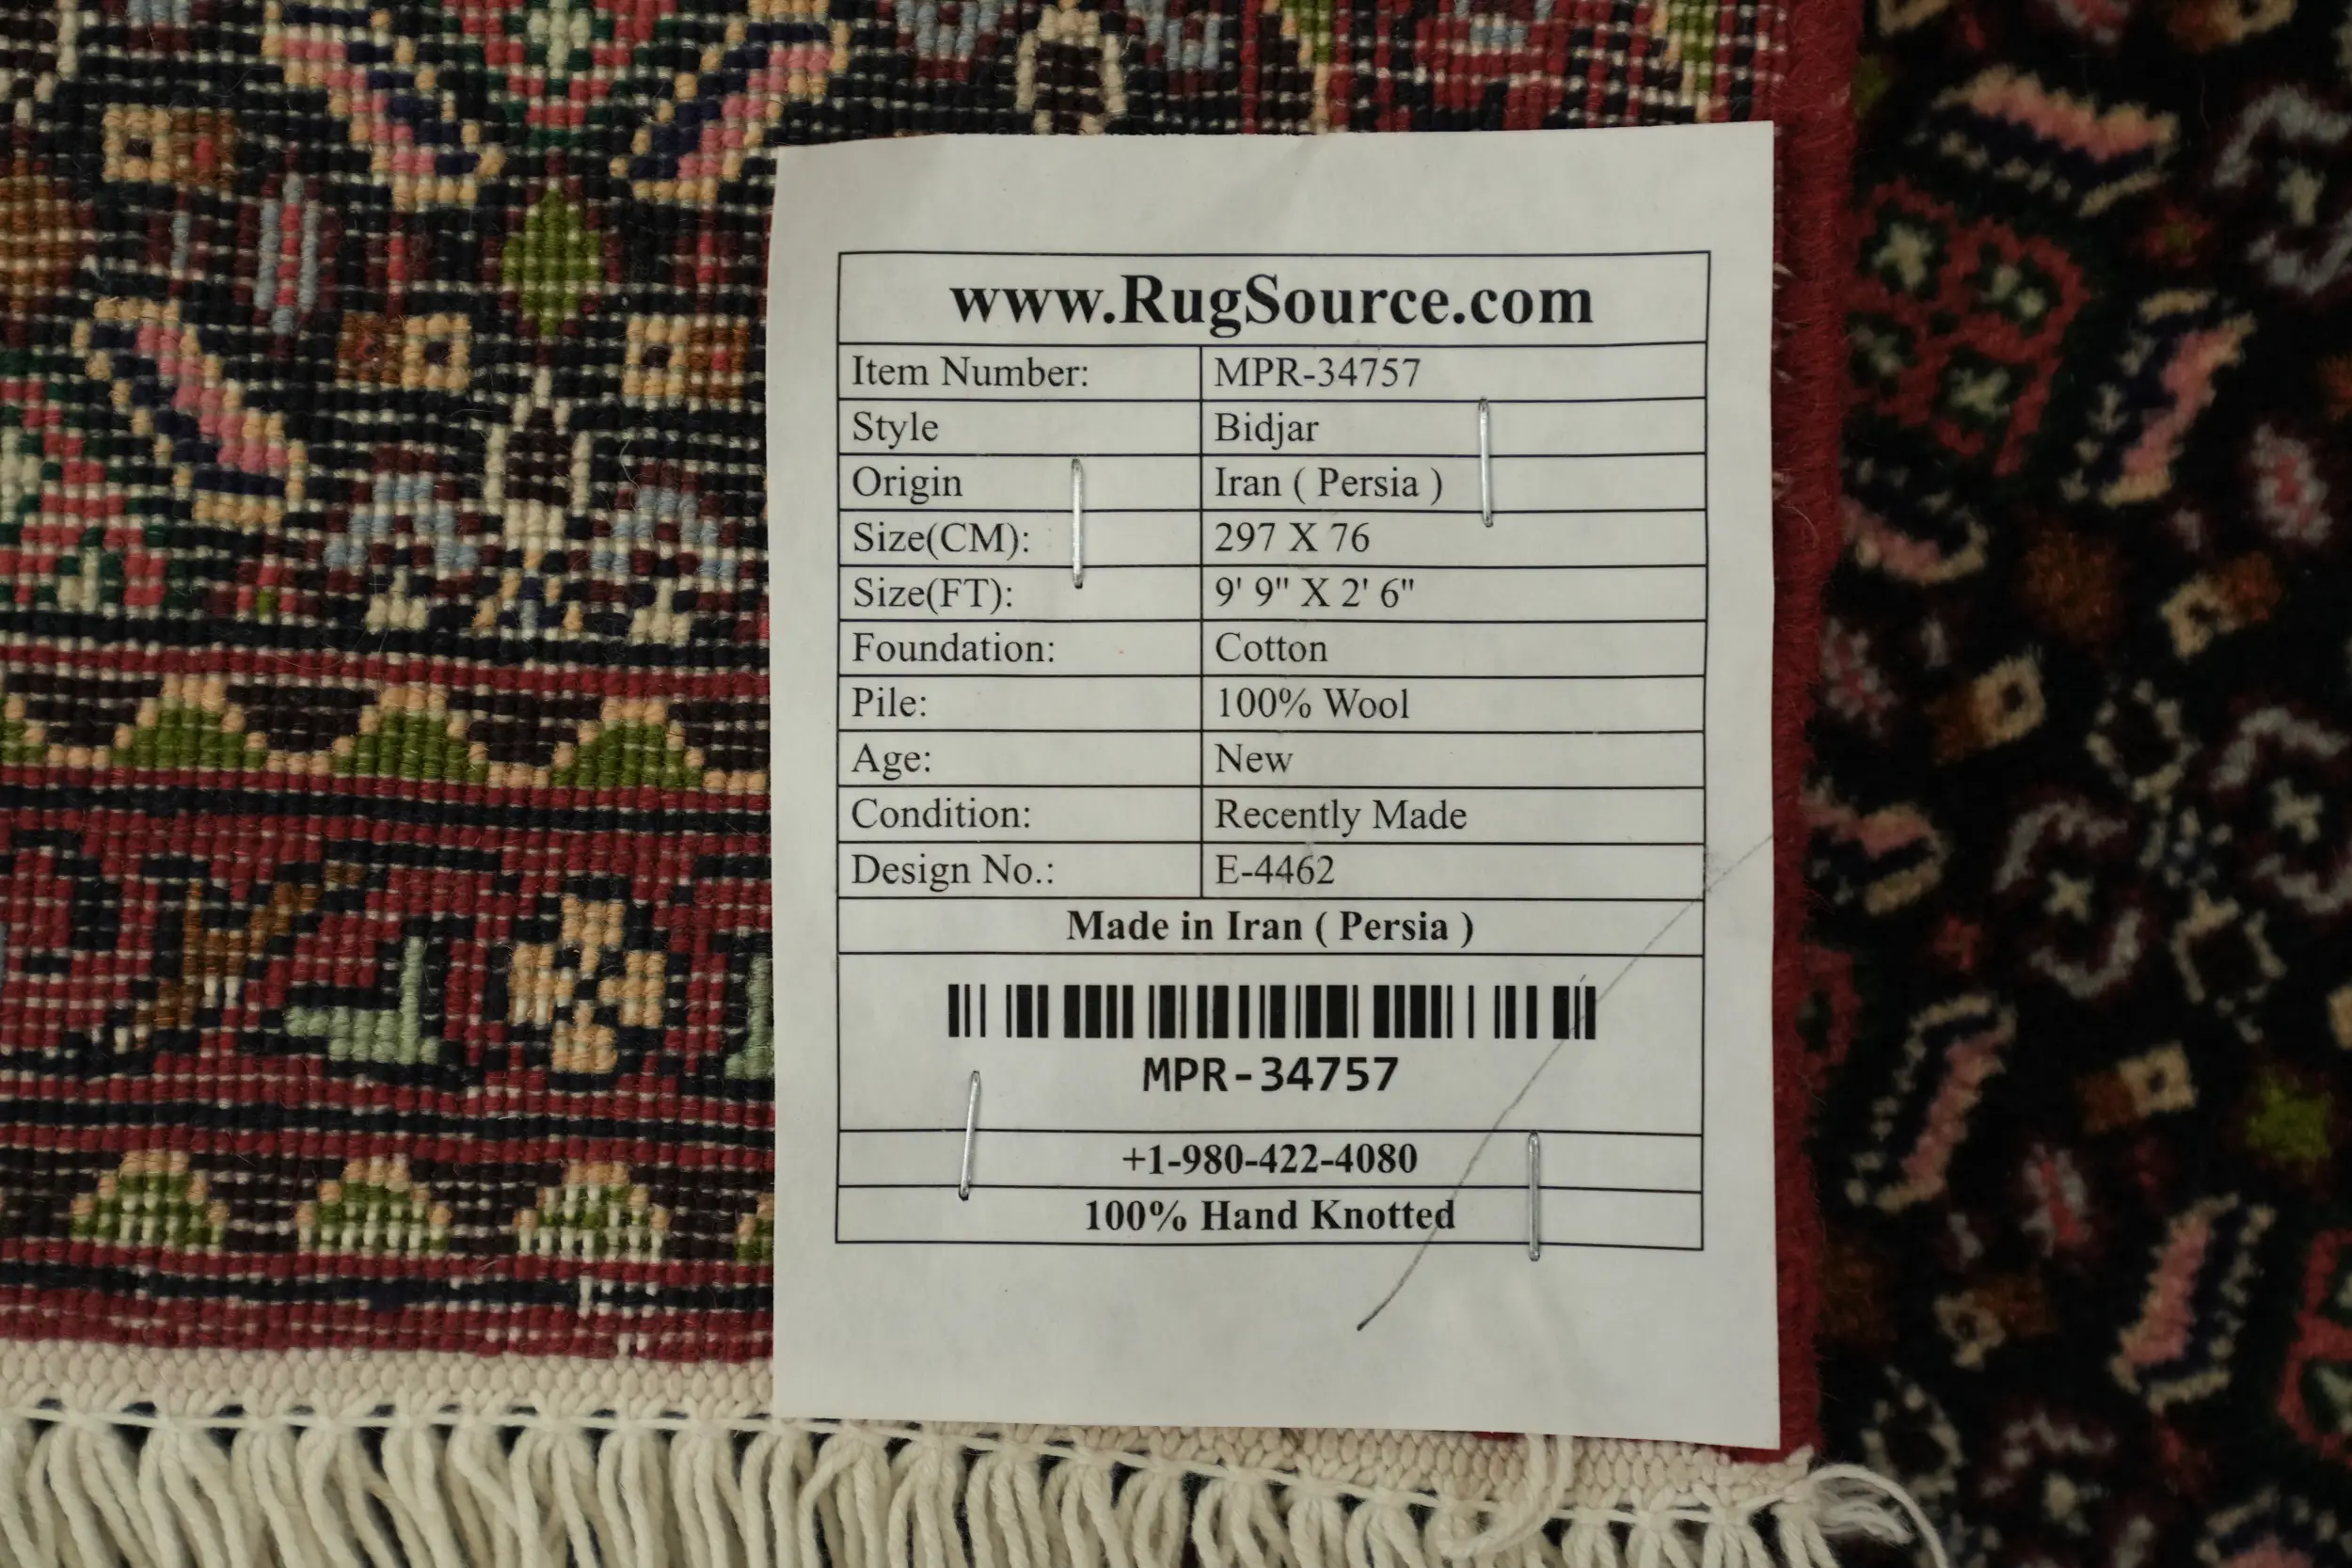 www.RugSource.com
Item Number: MPR-34757
Style Bidjar
Origin Iran ( Persia )
Size(CM): 297 X 76
Size(FT): 9' 9" X 2' 6"
Foundation: Cotton
Pile: 100% Wool
Age: New
Condition: Recently Made
Design No.: E-4462
Made in Iran ( Persia )
MPR-34757
+1-980-422-4080
100% Hand Knotted